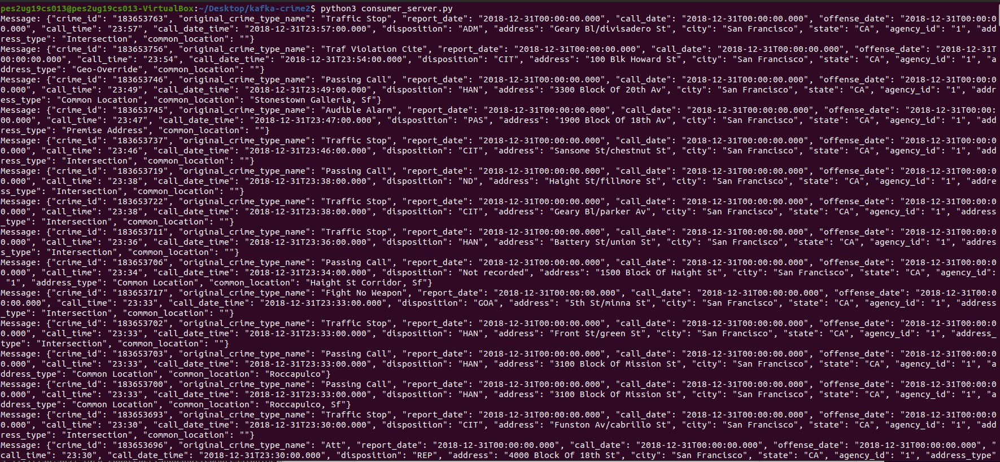 pes2ug19cs013@pes2ug19cs013-VirtualBox:~/Desktop/kafka-crime2$ python3 consumer_server.py
Message: {"crime_id": "183653763", "original_crime_type_name": "Traffic Stop", "report_date": "2018-12-31T00:00:00.000", "call_date": "2018-12-31T00:00:00.000", "offense_date": "2018-12-31T00:00:0
0.000", "call_time": "23:57", "call_date_time": "2018-12-31T23:57:00.000", "disposition": "ADM", "address": "Geary Bl/divisadero St", "city": "San Francisco", "state": "CA", "agency_id": "1", "add
ress_type": "Intersection", "common_location": ""}
Message: {"crime_id": "183653756", "original_crime_type_name": "Traf Violation Cite", "report_date": "2018-12-31T00:00:00.000", "call_date": "2018-12-31T00:00:00.000", "offense_date": "2018-12-31T
00:00:00.000", "call_time": "23:54", "call_date_time": "2018-12-31T23:54:00.000", "disposition": "CIT", "address": "100 Blk Howard St", "city": "San Francisco", "state": "CA", "agency_id": "1", "a
ddress_type": "Geo-Override", "common_location": ""}
Message: {"crime_id": "183653746", "original_crime_type_name": "Passing Call", "report_date": "2018-12-31T00:00:00.000", "call_date": "2018-12-31T00:00:00.000", "offense_date": "2018-12-31T00:00:0
0.000", "call_time": "23:49", "call_date_time": "2018-12-31T23:49:00.000", "disposition": "HAN", "address": "3300 Block Of 20th Av", "city": "San Francisco", "state": "CA", "agency_id": "1", "addr
ess_type": "Common Location", "common_location": "Stonestown Galleria, Sf"}
Message: {"crime_id": "183653745", "original_crime_type_name": "Audible Alarm", "report_date": "2018-12-31T00:00:00.000", "call_date": "2018-12-31T00:00:00.000", "offense_date": "2018-12-31T00:00:
00.000", "call_time": "23:47", "call_date_time": "2018-12-31T23:47:00.000", "disposition": "PAS", "address": "1900 Block Of 18th Av", "city": "San Francisco", "state": "CA", "agency_id": "1", "add
ress_type": "Premise Address", "common_location": ""}
Message: {"crime_id": "183653737", "original_crime_type_name": "Traffic Stop", "report_date": "2018-12-31T00:00:00.000", "call_date": "2018-12-31T00:00:00.000", "offense_date": "2018-12-31T00:00:0
0.000", "call_time": "23:46", "call_date_time": "2018-12-31T23:46:00.000", "disposition": "CIT", "address": "Sansome St/chestnut St", "city": "San Francisco", "state": "CA", "agency_id": "1", "add
ress_type": "Intersection", "common_location": ""}
Message: {"crime_id": "183653719", "original_crime_type_name": "Passing Call", "report_date": "2018-12-31T00:00:00.000", "call_date": "2018-12-31T00:00:00.000", "offense_date": "2018-12-31T00:00:0
0.000", "call_time": "23:38", "call_date_time": "2018-12-31T23:38:00.000", "disposition": "ND", "address": "Haight St/fillmore St", "city": "San Francisco", "state": "CA", "agency_id": "1", "addre
ss_type": "Intersection", "common_location": ""}
Message: {"crime_id": "183653722", "original_crime_type_name": "Traffic Stop", "report_date": "2018-12-31T00:00:00.000", "call_date": "2018-12-31T00:00:00.000", "offense_date": "2018-12-31T00:00:0
0.000", "call_time": "23:38", "call_date_time": "2018-12-31T23:38:00.000", "disposition": "CIT", "address": "Geary Bl/parker Av", "city": "San Francisco", "state": "CA", "agency_id": "1", "address
_type": "Intersection", "common_location": ""}
Message: {"crime_id": "183653711", "original_crime_type_name": "Traffic Stop", "report_date": "2018-12-31T00:00:00.000", "call_date": "2018-12-31T00:00:00.000", "offense_date": "2018-12-31T00:00:0
0.000", "call_time": "23:36", "call_date_time": "2018-12-31T23:36:00.000", "disposition": "HAN", "address": "Battery St/union St", "city": "San Francisco", "state": "CA", "agency_id": "1", "addres
s_type": "Intersection", "common_location": ""}
Message: {"crime_id": "183653706", "original_crime_type_name": "Passing Call", "report_date": "2018-12-31T00:00:00.000", "call_date": "2018-12-31T00:00:00.000", "offense_date": "2018-12-31T00:00:0
0.000", "call_time": "23:34", "call_date_time": "2018-12-31T23:34:00.000", "disposition": "Not recorded", "address": "1500 Block Of Haight St", "city": "San Francisco", "state": "CA", "agency_id":
 "1", "address_type": "Common Location", "common_location": "Haight St Corridor, Sf"}
Message: {"crime_id": "183653717", "original_crime_type_name": "Fight No Weapon", "report_date": "2018-12-31T00:00:00.000", "call_date": "2018-12-31T00:00:00.000", "offense_date": "2018-12-31T00:0
0:00.000", "call_time": "23:33", "call_date_time": "2018-12-31T23:33:00.000", "disposition": "GOA", "address": "5th St/minna St", "city": "San Francisco", "state": "CA", "agency_id": "1", "address
_type": "Intersection", "common_location": ""}
Message: {"crime_id": "183653702", "original_crime_type_name": "Traffic Stop", "report_date": "2018-12-31T00:00:00.000", "call_date": "2018-12-31T00:00:00.000", "offense_date": "2018-12-31T00:00:0
0.000", "call_time": "23:33", "call_date_time": "2018-12-31T23:33:00.000", "disposition": "HAN", "address": "Front St/green St", "city": "San Francisco", "state": "CA", "agency_id": "1", "address_
type": "Intersection", "common_location": ""}
Message: {"crime_id": "183653703", "original_crime_type_name": "Passing Call", "report_date": "2018-12-31T00:00:00.000", "call_date": "2018-12-31T00:00:00.000", "offense_date": "2018-12-31T00:00:0
0.000", "call_time": "23:33", "call_date_time": "2018-12-31T23:33:00.000", "disposition": "HAN", "address": "3100 Block Of Mission St", "city": "San Francisco", "state": "CA", "agency_id": "1", "a
ddress_type": "Common Location", "common_location": "Roccapulco"}
Message: {"crime_id": "183653700", "original_crime_type_name": "Passing Call", "report_date": "2018-12-31T00:00:00.000", "call_date": "2018-12-31T00:00:00.000", "offense_date": "2018-12-31T00:00:0
0.000", "call_time": "23:33", "call_date_time": "2018-12-31T23:33:00.000", "disposition": "HAN", "address": "3100 Block Of Mission St", "city": "San Francisco", "state": "CA", "agency_id": "1", "a
ddress_type": "Common Location", "common_location": "Roccapulco, Sf"}
Message: {"crime_id": "183653693", "original_crime_type_name": "Traffic Stop", "report_date": "2018-12-31T00:00:00.000", "call_date": "2018-12-31T00:00:00.000", "offense_date": "2018-12-31T00:00:0
0.000", "call_time": "23:30", "call_date_time": "2018-12-31T23:30:00.000", "disposition": "CIT", "address": "Funston Av/cabrillo St", "city": "San Francisco", "state": "CA", "agency_id": "1", "add
ress_type": "Intersection", "common_location": ""}
Message: {"crime_id": "183653696", "original_crime_type_name": "Att", "report_date": "2018-12-31T00:00:00.000", "call_date": "2018-12-31T00:00:00.000", "offense_date": "2018-12-31T00:00:00.000", "
call_time": "23:30", "call_date_time": "2018-12-31T23:30:00.000", "disposition": "REP", "address": "4000 Block Of 18th St", "city": "San Francisco", "state": "CA", "agency_id": "1", "address_type"